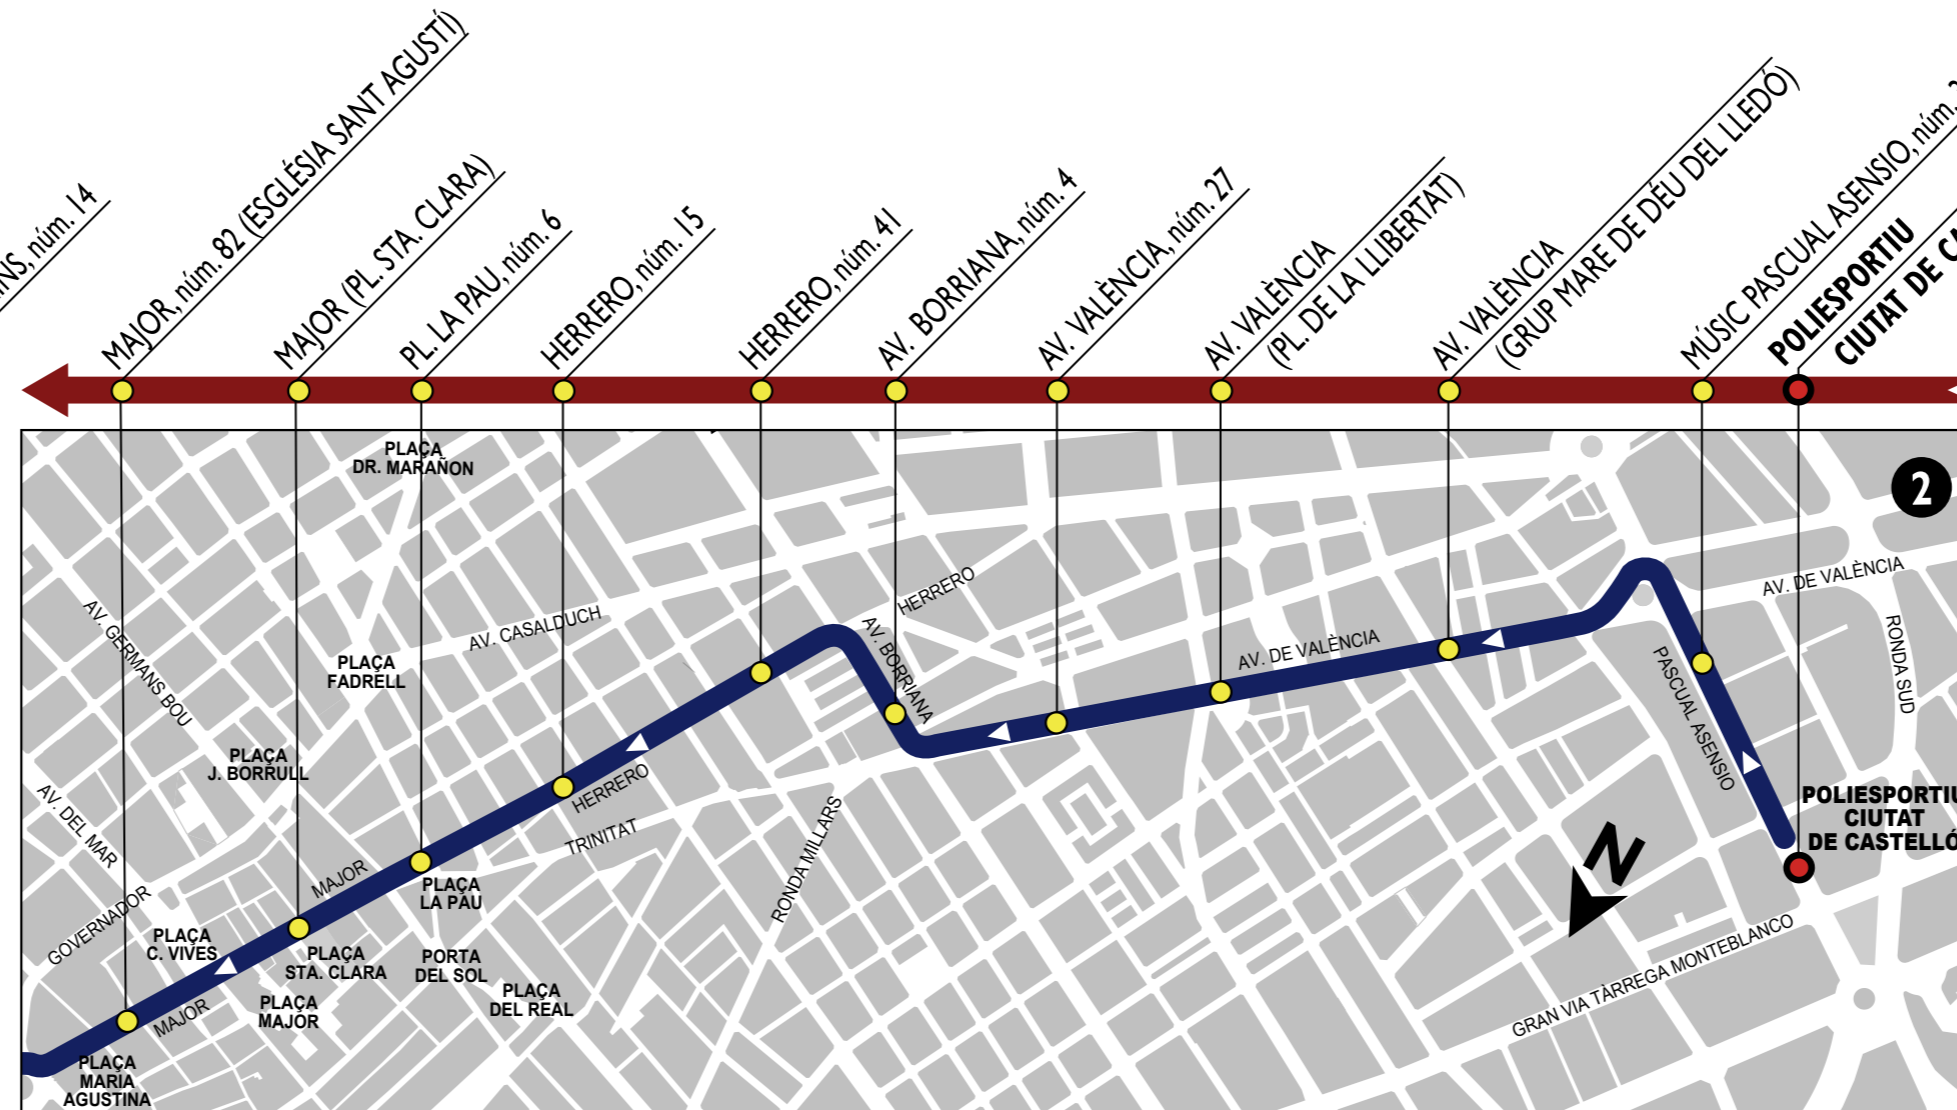 núm. 14
MAJOR, núm. 82 (ESGLÉSIA SANT AGUSTÍ)
MAJOR (PL. STA. CLARA)
PL. LA PAU, núm. 6
HERRERO, núm. 15
HERRERO, núm. 41
AV. BORRIANA, núm. 4
AV. VALÈNCIA, núm. 27
AV. VALÈNCIA
(PL. DE LA LLIBERTAT)
AV. VALÈNCIA
(GRUP MARE DE DÉU DEL LLEDÓ)
MÚSIC PASCUAL ASENSIO, núm.
POLIESPORTIU
CIUTAT DE
2
PLAÇA
DR. MARAÑON
AV. GERMANS BOU
AV. CASALDUCH
HERRERO
AV. BORRIANA
AV. DE VALÈNCIA
AV. DE VALÈNCIA
RONDA SUD
PASCUAL ASENSIO
PLAÇA
FADRELL
PLAÇA
J. BORRULL
AV. DEL MAR
HERRERO
TRINITAT
RONDA MILLARS
POLIESPORTIU
CIUTAT
DE CASTELLÓ
N
MAJOR
PLAÇA
LA PAU
GOVERNADOR
PLAÇA
C. VIVES
PLAÇA
STA. CLARA
PORTA
DEL SOL
PLAÇA
DEL REAL
PLAÇA
MAJOR
MAJOR
GRAN VIA TÀRREGA MONTEBLANCO
PLAÇA
MARIA
AGUSTINA